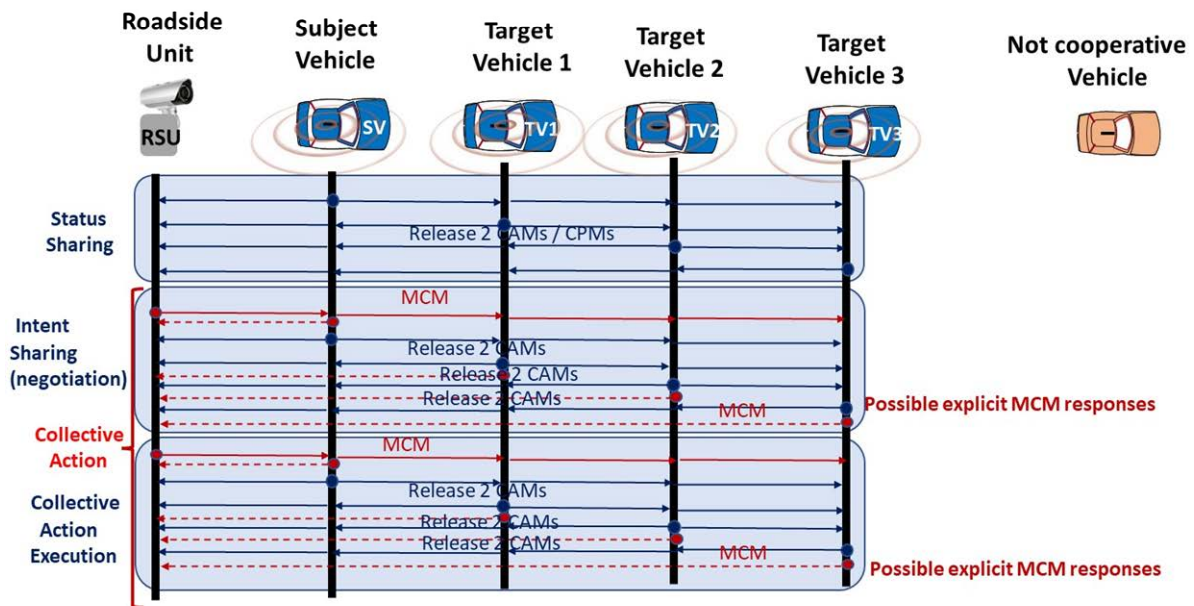 Roadside
Unit
Subject
Vehicle
Target
Vehicle 1
Target
Vehicle 2
Target
Vehicle 3
Not cooperative
Vehicle
RSU
SV
TV1
TV2
TV3
Status
Sharing
Release 2 CAMs / CPMs
MCM
Intent
Sharing
(negotiation)
Release 2 CAMs
Release 2 CAMs
Release 2 CAMs
MCM
Possible explicit MCM responses
Collective
Action
MCM
Collective
Action
Execution
Release 2 CAMs
Release 2 CAMs
Release 2 CAMs
MCM
Possible explicit MCM responses